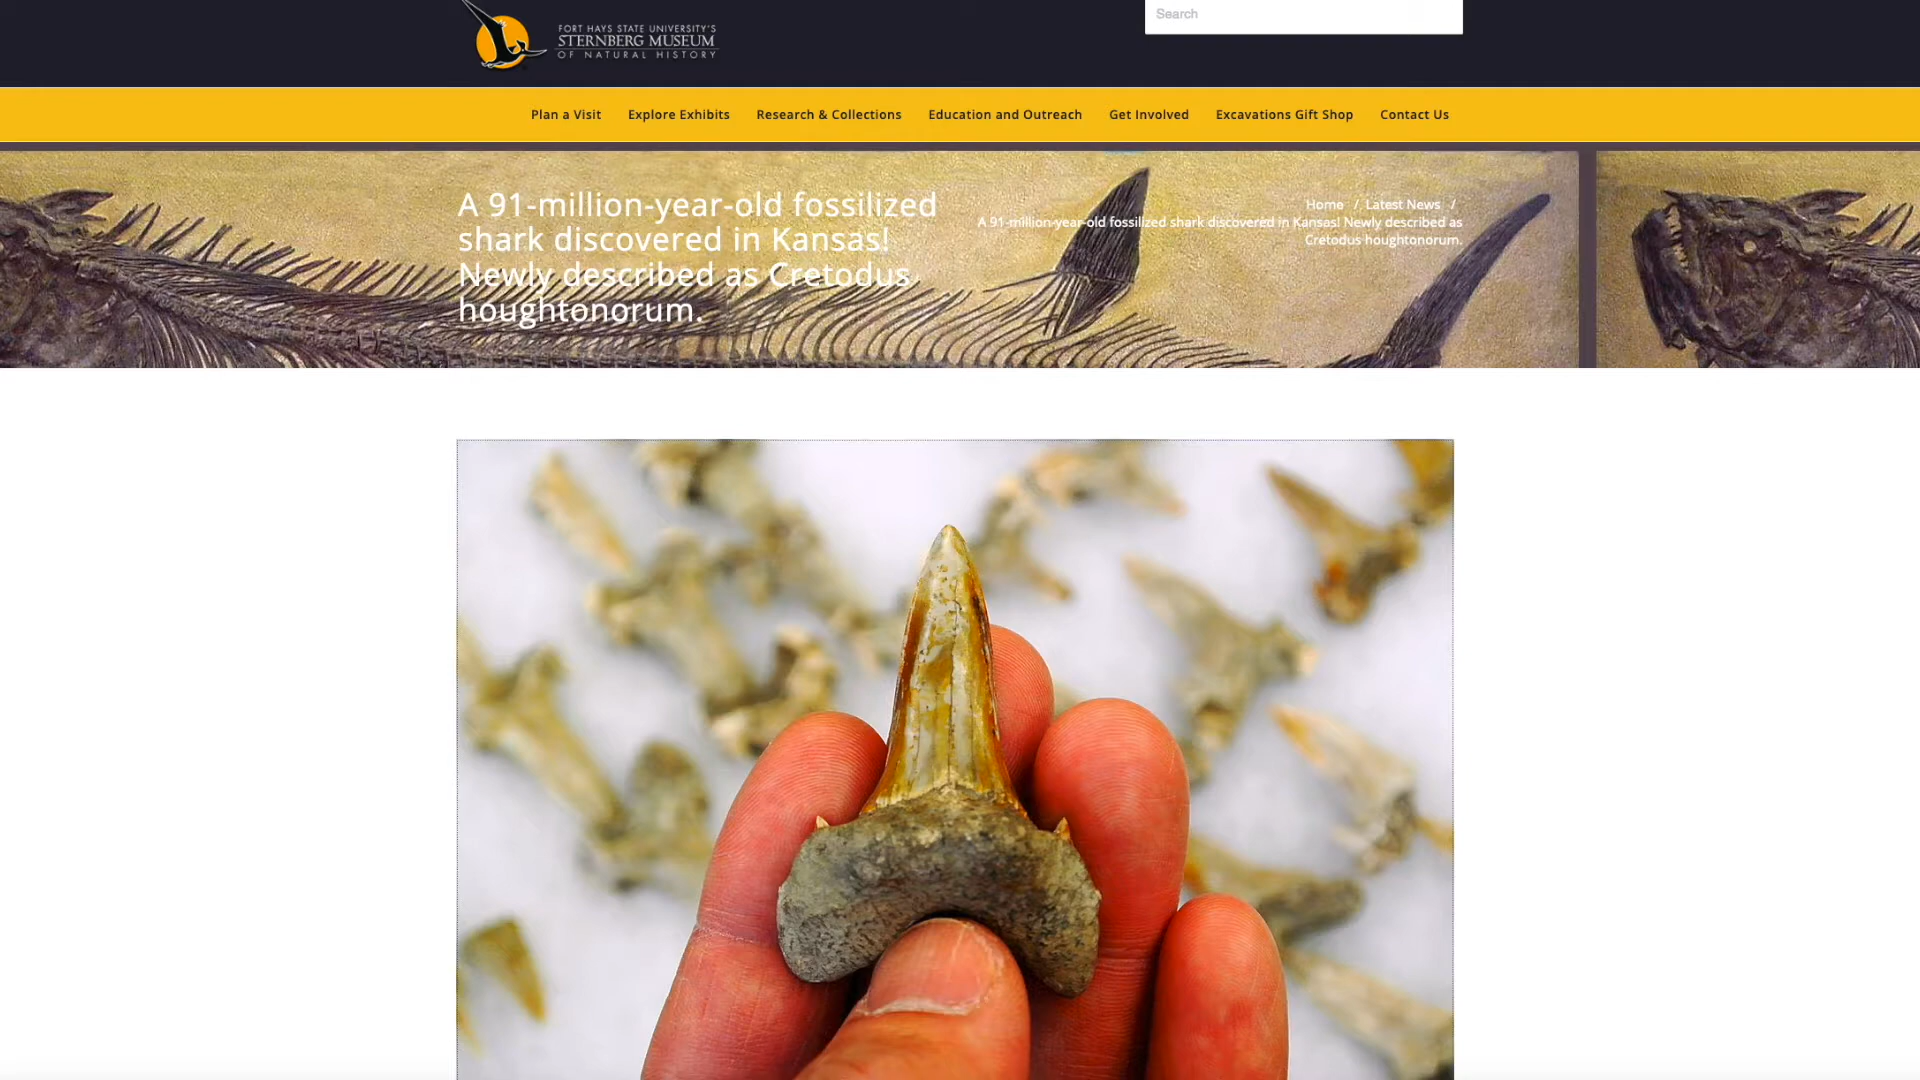 FORT HAYS STATE UNIVERSITY'S
STERNBERG MUSEUM
OF NATURAL HISTORY
Search
Plan a Visit
Explore Exhibits
Research & Collections
Education and Outreach
Get Involved
Excavations Gift Shop
Contact Us
A 91-million-year-old fossilized
shark discovered in Kansas!
Newly described as Cretodus
houghtonorum.
Home / Latest News /
A 91-million-year-old fossilized shark discovered in Kansas! Newly described as
Cretodus houghtonorum.